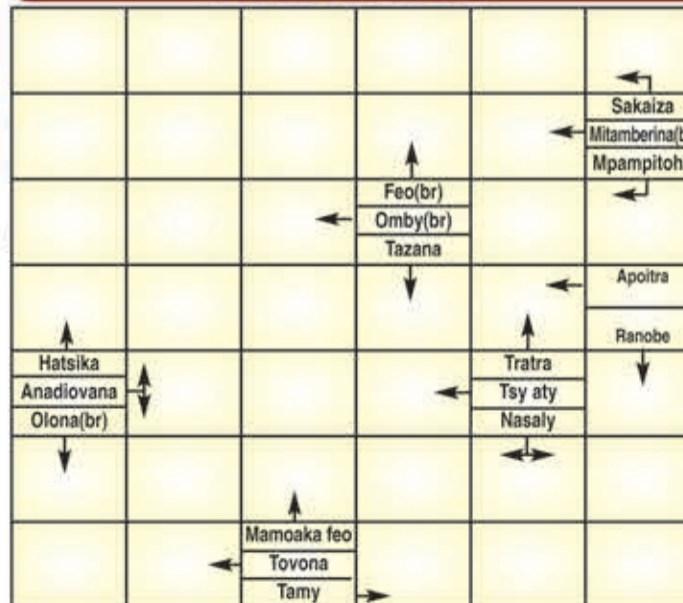 Sakaiza
Mitamberina(b
Mpampitoh
Feo(br)
Omby(br)
Tazana
Apoitra
Ranobe
Hatsika
Anadiovana
Olona(br)
Tratra
Tsy aty
Nasaly
Mamoaka feo
Tovona
Tamy